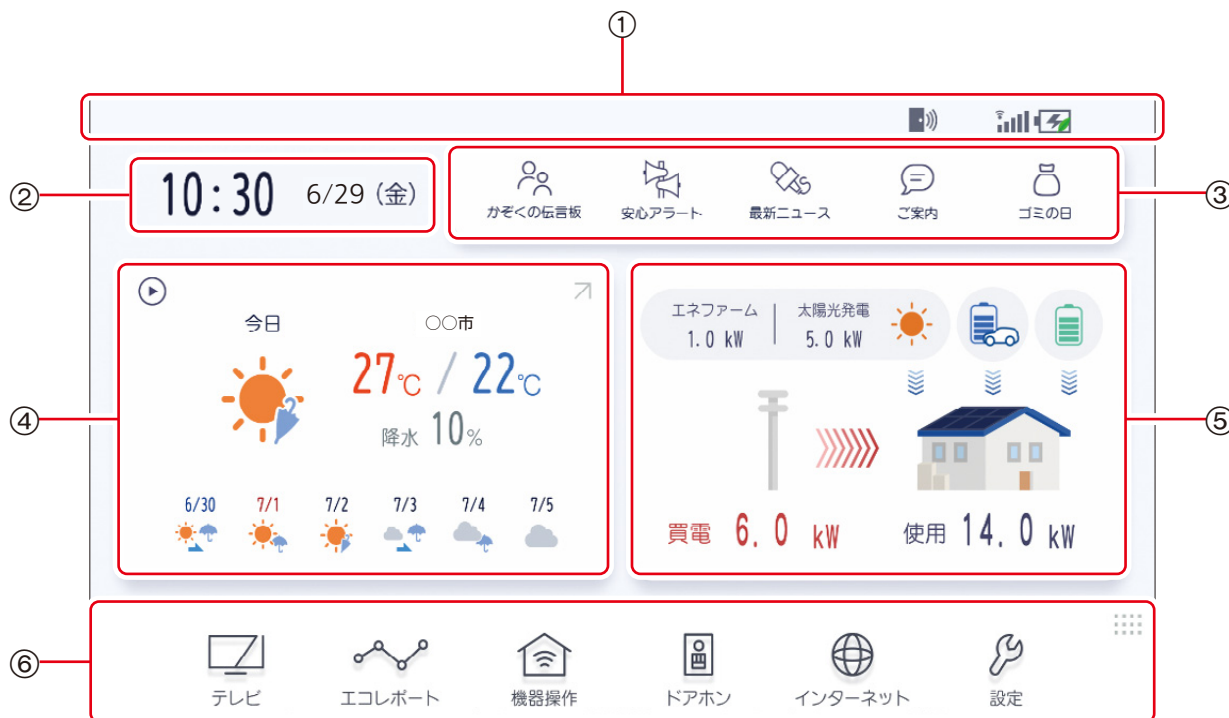 ①
②
10:30 6/29 (金)
かぞくの伝言板 安心アラート 最新ニュース ご案内 ゴミの日
③
④
今日 〇〇市
27℃ / 22℃
降水 10%
6/30 7/1 7/2 7/3 7/4 7/5
エネファーム 太陽光発電
1.0 kW 5.0 kW
買電 6.0 kW 使用 14.0 kW
⑤
⑥
テレビ エコレポート 機器操作 ドアホン インターネット 設定